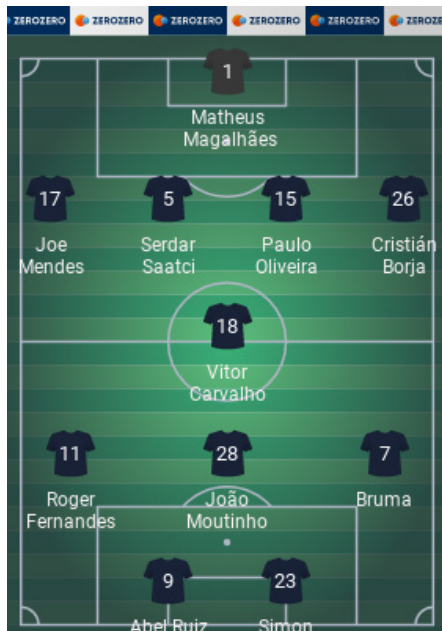 ZEROZERO ZEROZERO ZEROZERO ZEROZERO ZEROZERO ZEROZE
1
Matheus
Magalhães
17 5 15 26
Joe Serdar Paulo Cristián
Mendes Saatci Oliveira Borja
18
Vitor
Carvalho
11 28 7
Roger João Bruma
Fernandes Moutinho
9 23
Abel Ruiz Simon